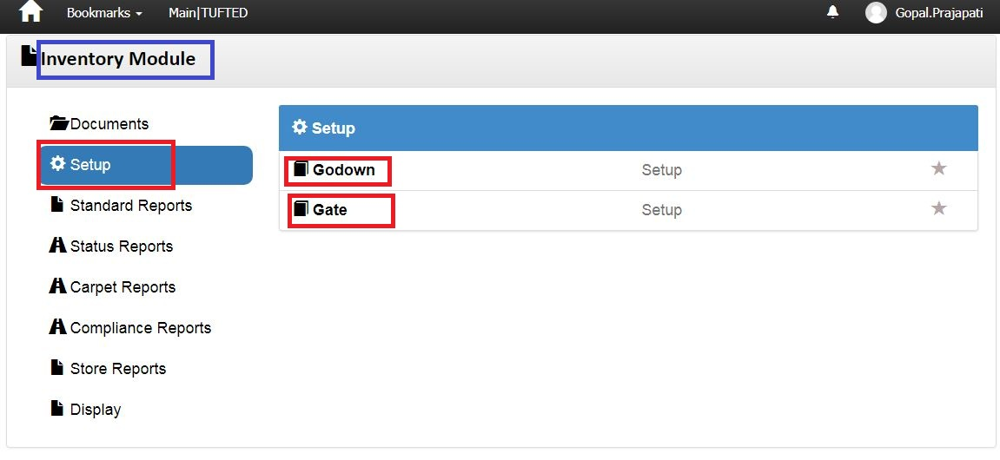 Bookmarks Main|TUFTED Gopal.Prajapati
Inventory Module
Documents
Setup
Standard Reports
Status Reports
Carpet Reports
Compliance Reports
Store Reports
Display
Setup
Godown Setup
Gate Setup